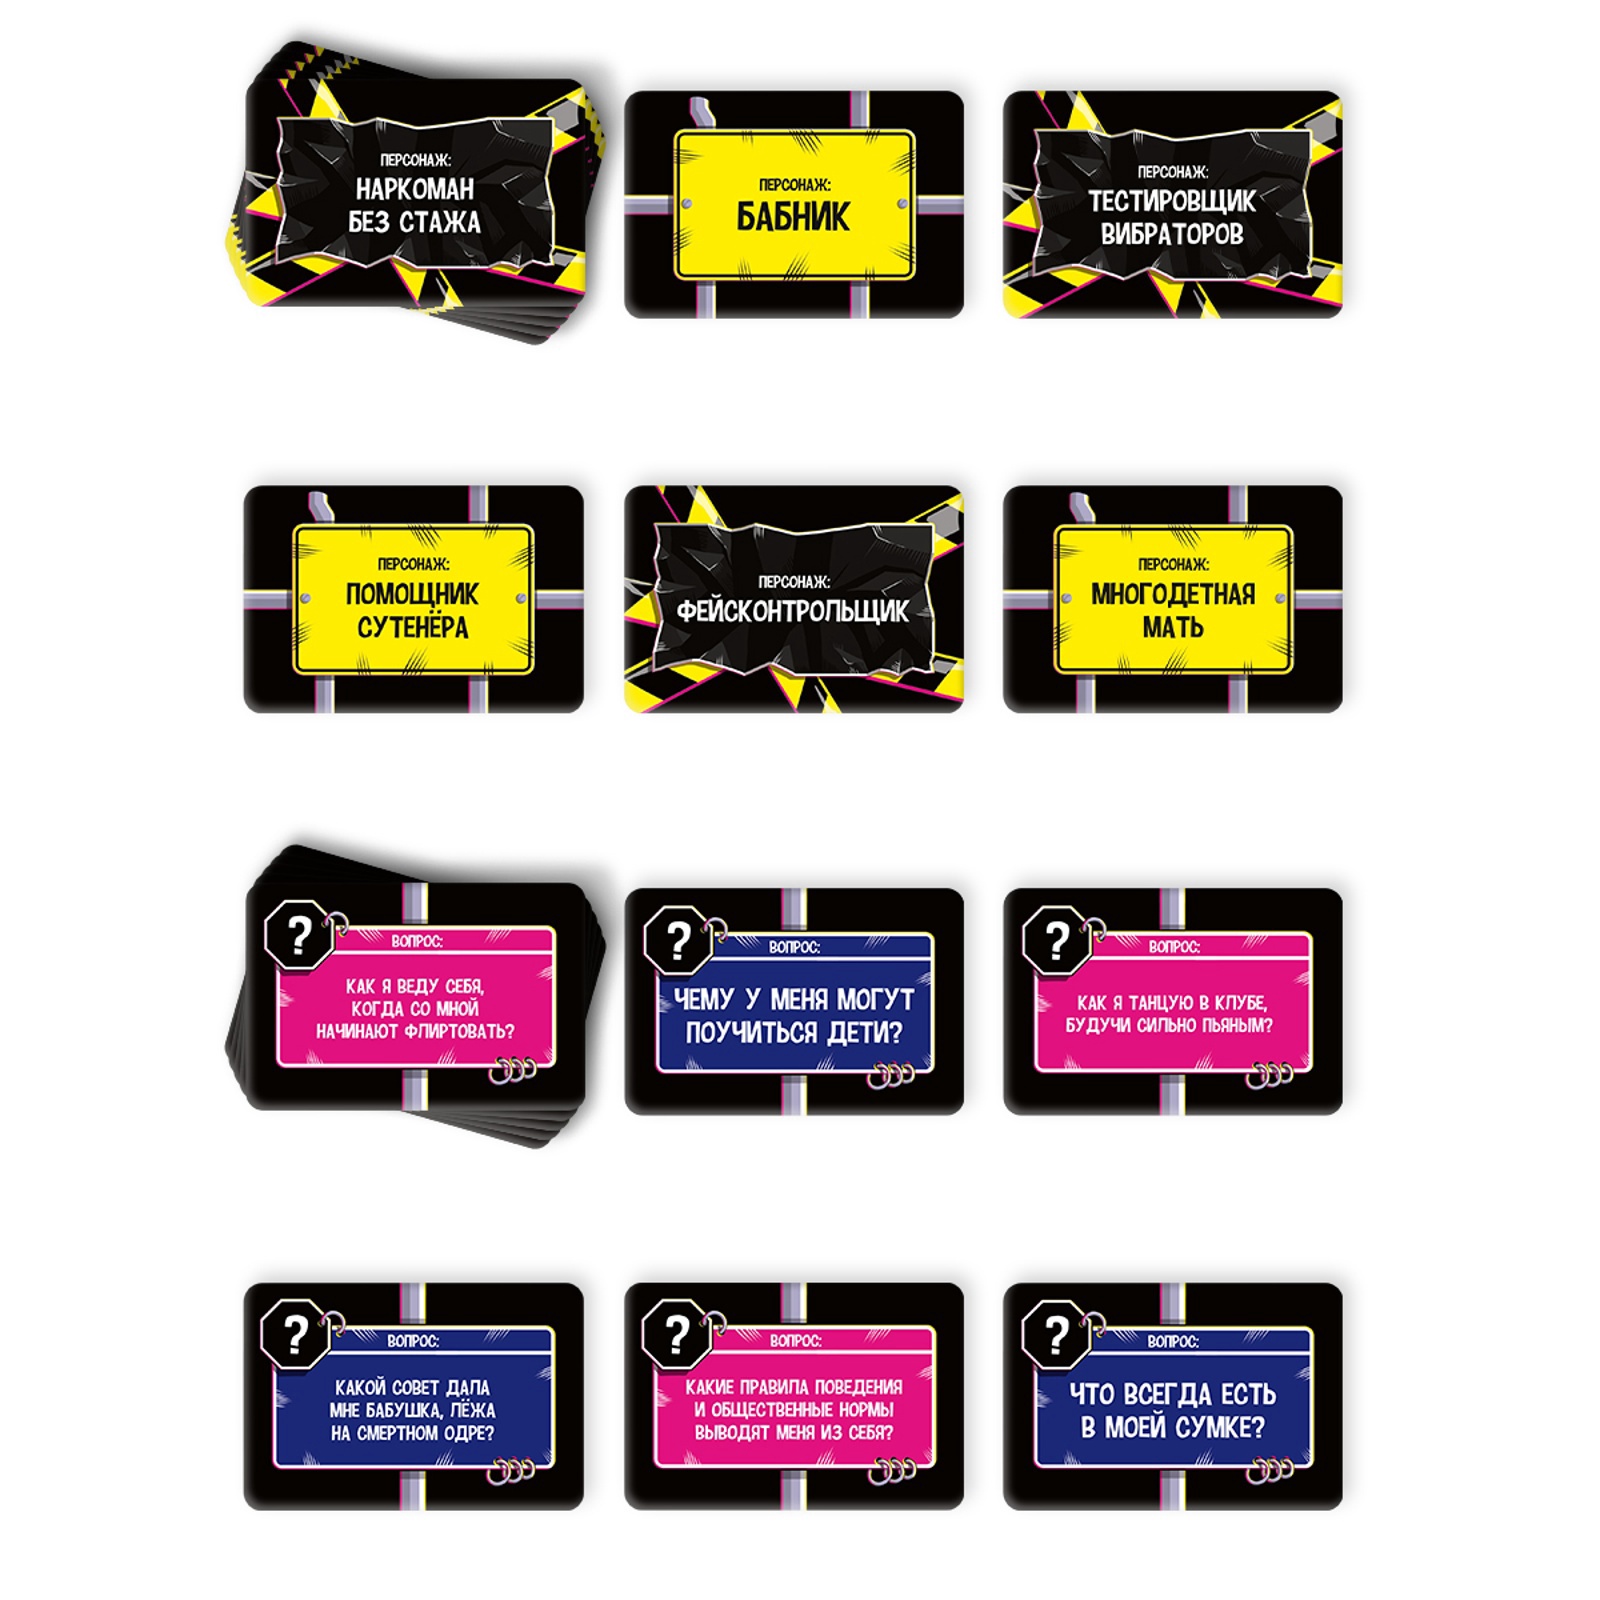 ПЕРСОНАЖ:
НАРКОМАН
БЕЗ СТАЖА
ПЕРСОНАЖ:
БАБНИК
ПЕРСОНАЖ:
ТЕСТИРОВЩИК
ВИБРАТОРОВ
ПЕРСОНАЖ:
ПОМОЩНИК
СУТЕНЁРА
ПЕРСОНАЖ:
ФЕЙСКОНТРОЛЬЩИК
ПЕРСОНАЖ:
МНОГОДЕТНАЯ
МАТЬ
?
ВОПРОС:
КАК Я ВЕДУ СЕБЯ,
КОГДА СО МНОЙ
НАЧИНАЮТ ФЛИРТОВАТЬ?
?
ВОПРОС:
ЧЕМУ У МЕНЯ МОГУТ
ПОУЧИТЬСЯ ДЕТИ?
?
ВОПРОС:
КАК Я ТАНЦУЮ В КЛУБЕ,
БУДУЧИ СИЛЬНО ПЬЯНЫМ?
?
ВОПРОС:
КАКОЙ СОВЕТ ДАЛА
МНЕ БАБУШКА, ЛЁЖА
НА СМЕРТНОМ ОДРЕ?
?
ВОПРОС:
КАКИЕ ПРАВИЛА ПОВЕДЕНИЯ
И ОБЩЕСТВЕННЫЕ НОРМЫ
ВЫВОДЯТ МЕНЯ ИЗ СЕБЯ?
?
ВОПРОС:
ЧТО ВСЕГДА ЕСТЬ
В МОЕЙ СУМКЕ?